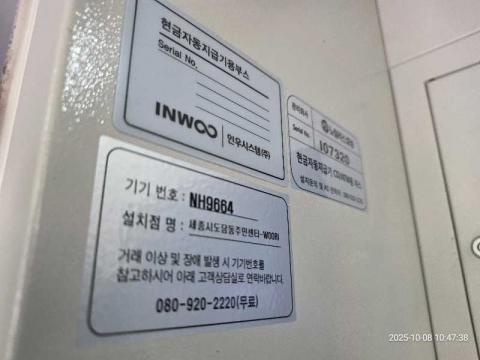 현금자동지급기용부스
Serial No.
INWOO 인우시스템(주)
Serial No. 107320
현금자동지급기
기기 번호 : NH9664
설치점 명 : 세종시도담동주민센터-WOORI
거래 이상 및 장애 발생 시 기기번호를
참고하시어 아래 고객상담실로 연락바랍니다.
080-920-2220(무료)
2025-10-08 10:47:38